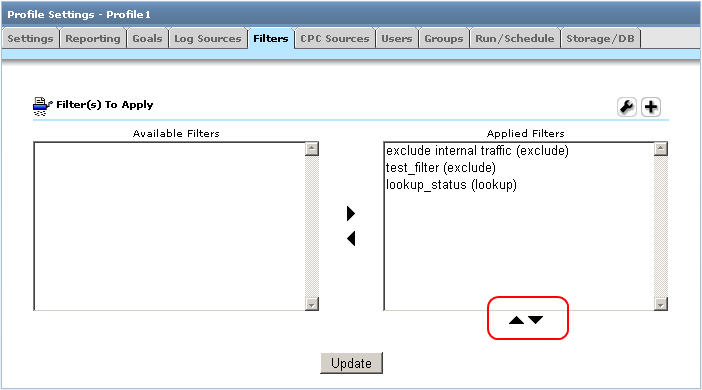 Profile Settings - Profile1
Settings Reporting Goals Log Sources Filters CPC Sources Users Groups Run/Schedule Storage/DB
Filter(s) To Apply
Available Filters Applied Filters
exclude internal traffic (exclude)
test_filter (exclude)
lookup_status (lookup)
Update